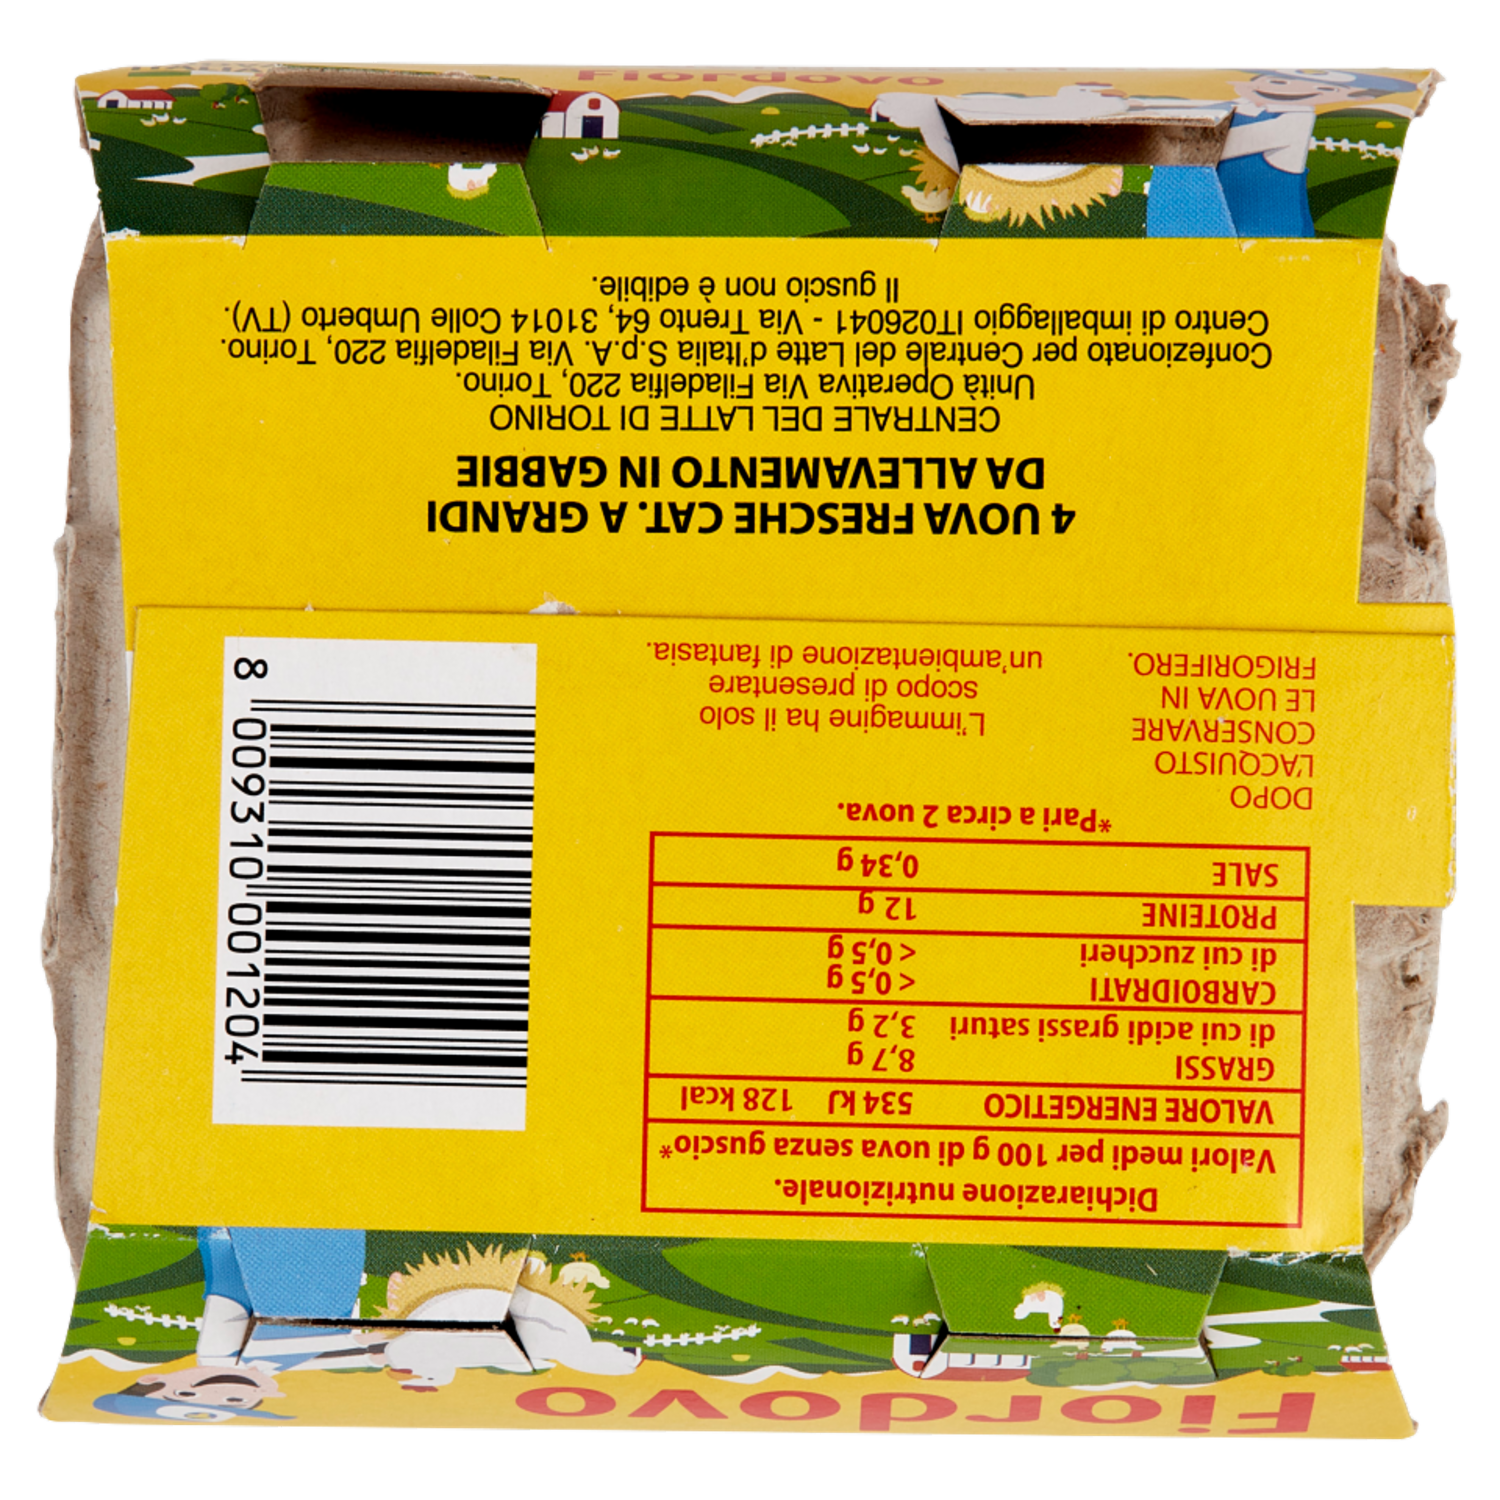 Fiordovo
Dichiarazione nutrizionale.
Valori medi per 100 g di uova senza guscio*
VALORE ENERGETICO 534 kJ 128 kcal
GRASSI 8,7 g
di cui acidi grassi saturi 3,2 g
CARBOIDRATI < 0,5 g
di cui zuccheri < 0,5 g
PROTEINE 12 g
SALE 0,34 g
*Pari a circa 2 uova.
DOPO
L'ACQUISTO
CONSERVARE
LE UOVA IN
FRIGORIFERO.
L'immagine ha il solo
scopo di presentare
un'ambientazione di fantasia.
8 009310 001204
4 UOVA FRESCHE CAT. A GRANDI
DA ALLEVAMENTO IN GABBIE
CENTRALE DEL LATTE DI TORINO
Unità Operativa Via Filadelfia 220, Torino.
Confezionato per Centrale del Latte d'Italia S.p.A. Via Filadelfia 220, Torino.
Centro di imballaggio IT026041 - Via Trento 64, 31014 Colle Umberto (TV).
Il guscio non è edibile.
Fiordovo